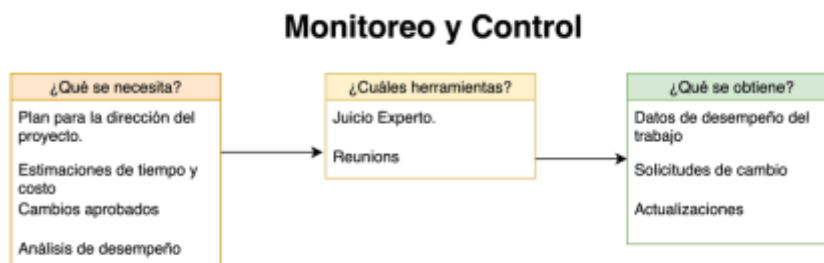 Monitoreo y Control
¿Qué se necesita?
Plan para la dirección del
proyecto.
Estimaciones de tiempo y
costo
Cambios aprobados
Análisis de desempeño
¿Cuáles herramientas?
Juicio Experto.
Reunions
¿Qué se obtiene?
Datos de desempeño del
trabajo
Solicitudes de cambio
Actualizaciones